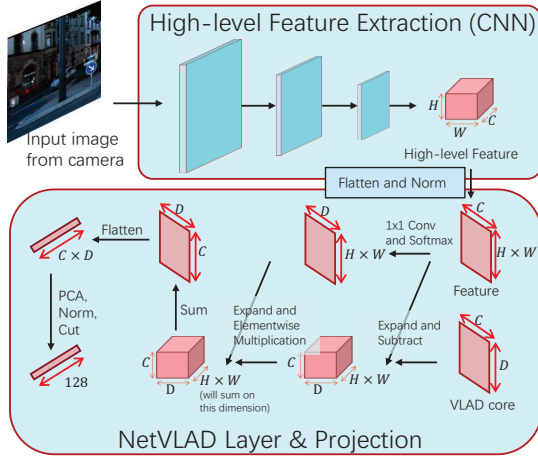 High-level Feature Extraction (CNN)
Input image
from camera
H
W
C
High-level Feature
Flatten and Norm
D
C
Flatten
C × D
PCA,
Norm,
Cut
128
Sum
D
H × W
1x1 Conv
and Softmax
C
H × W
Feature
Expand and
Elementwise
Multiplication
Expand and
Subtract
C
D
H × W
(will sum on
this dimension)
C
D
H × W
C
D
VLAD core
NetVLAD Layer & Projection